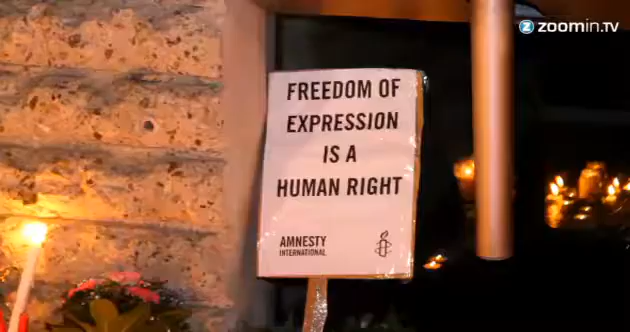 zoomin.tv
FREEDOM OF
EXPRESSION
IS A
HUMAN RIGHT
AMNESTY
INTERNATIONAL